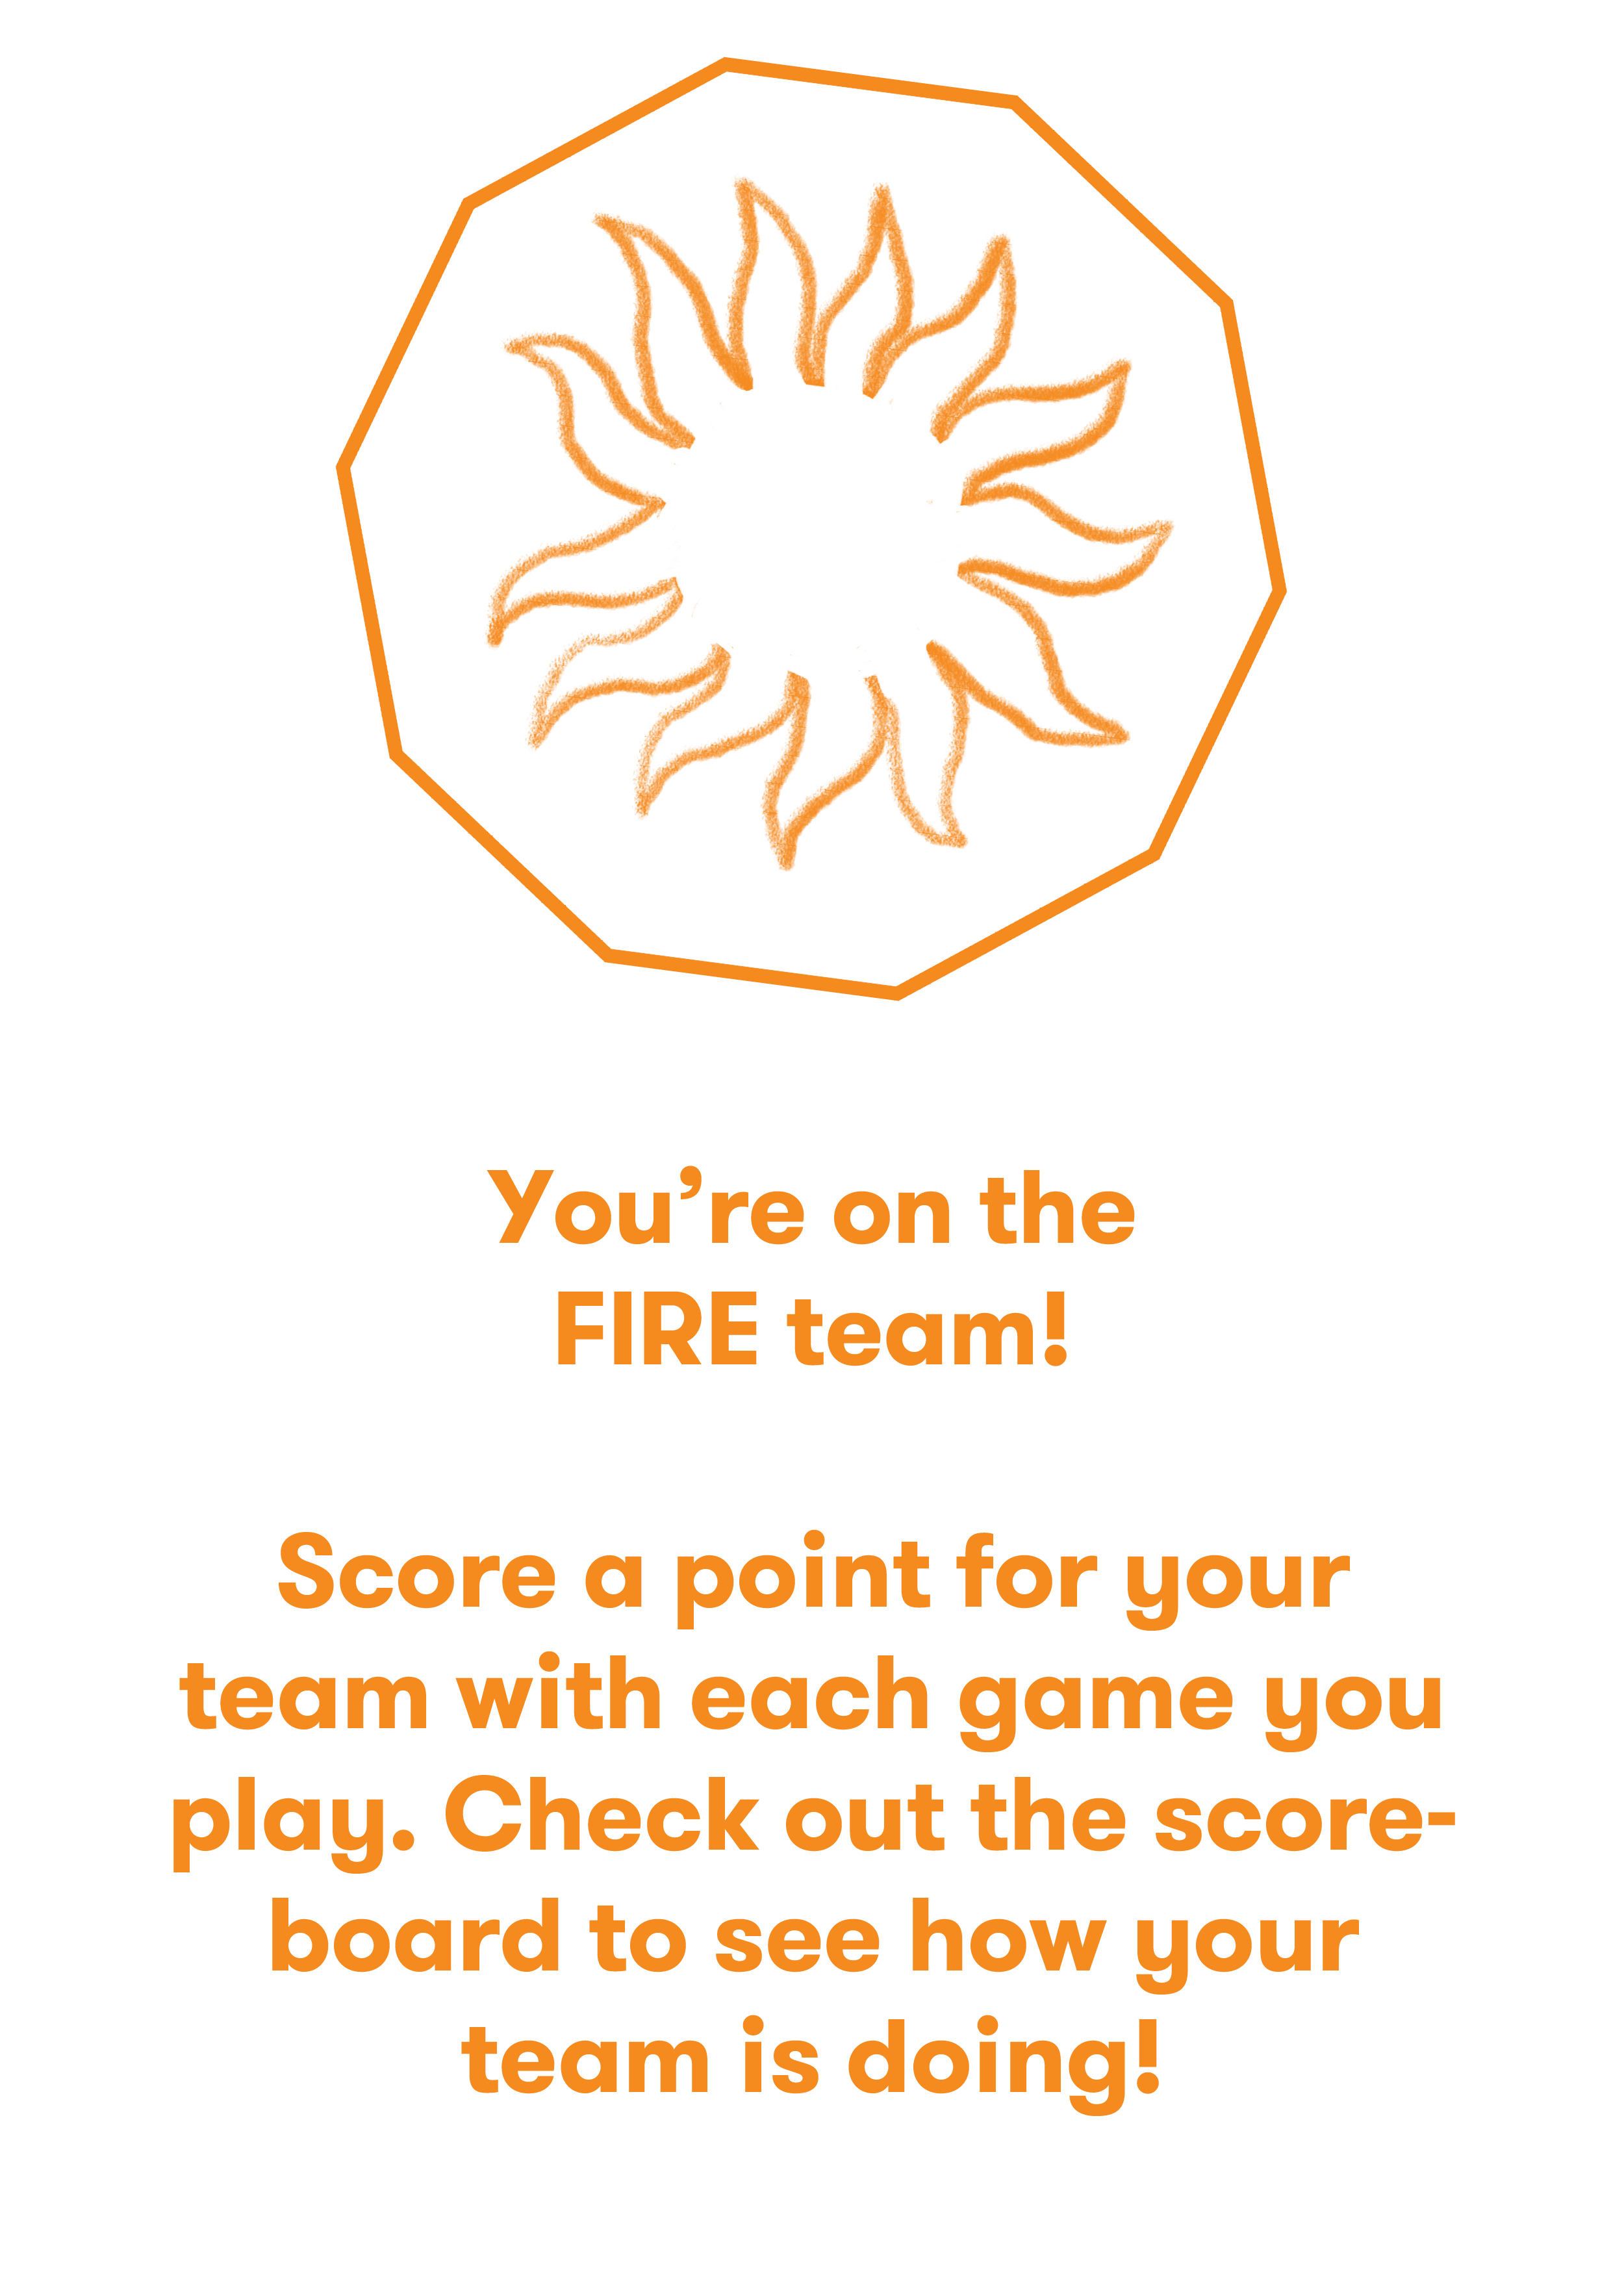 You’re on the
FIRE team!
Score a point for your
team with each game you
play. Check out the score-
board to see how your
team is doing!